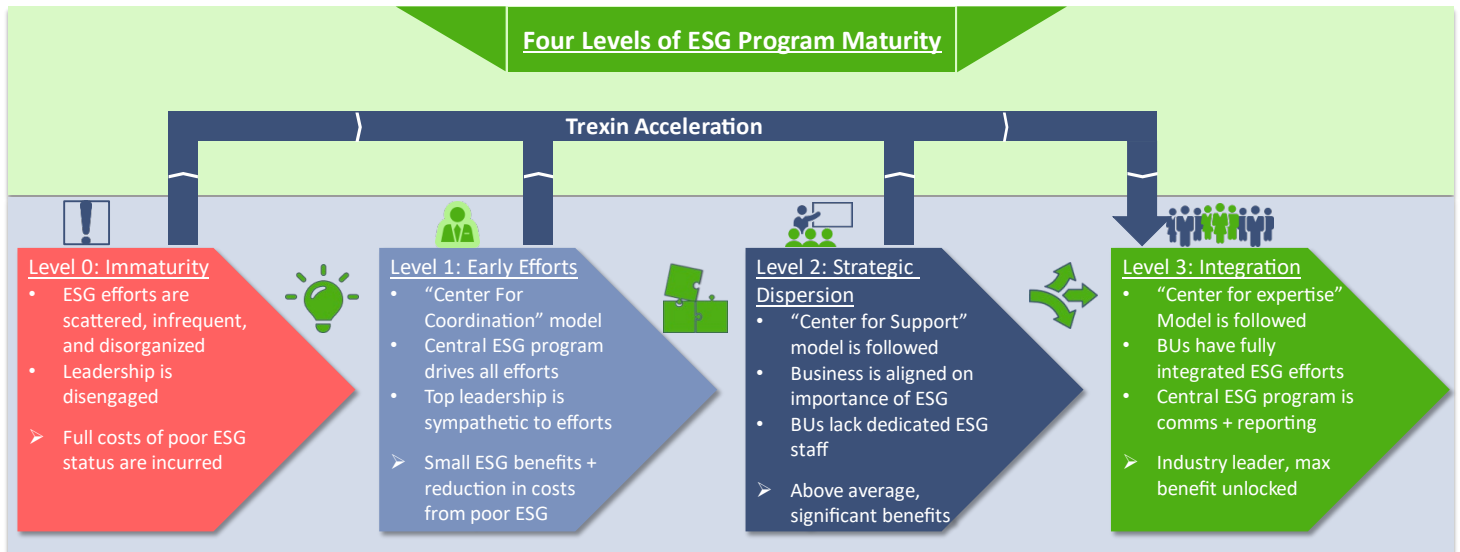 Four Levels of ESG Program Maturity
Trexin Acceleration
Level 0: Immaturity
• ESG efforts are
scattered, infrequent,
and disorganized
• Leadership is
disengaged
➢ Full costs of poor ESG
status are incurred
Level 1: Early Efforts
• “Center For
Coordination” model
• Central ESG program
drives all efforts
• Top leadership is
sympathetic to efforts
➢ Small ESG benefits +
reduction in costs
from poor ESG
Level 2: Strategic
Dispersion
• “Center for Support”
model is followed
• Business is aligned on
importance of ESG
• BUs lack dedicated ESG
staff
➢ Above average,
significant benefits
Level 3: Integration
• “Center for expertise”
Model is followed
• BUs have fully
integrated ESG efforts
• Central ESG program is
comms + reporting
➢ Industry leader, max
benefit unlocked